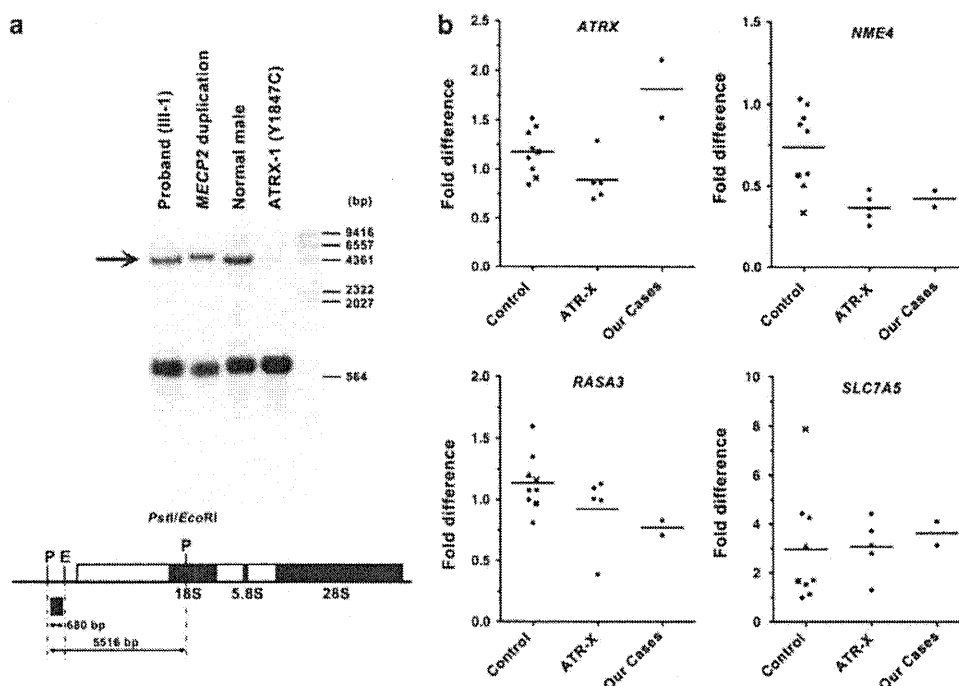 a
Proband (III-1)
MECP2 duplication
Normal male
ATRX-1 (Y1847C)
(bp)
9416
6557
4361
2322
2027
564
PstI/EcoRI
P E P
18S 5.8S 28S
680 bp
5516 bp
b
ATRX
Fold difference
2.5
2.0
1.5
1.0
0.5
0.0
Control
ATR-X
Our Cases
NME4
Fold difference
1.5
1.0
0.5
0.0
Control
ATR-X
Our Cases
RASA3
Fold difference
2.0
1.5
1.0
0.5
0.0
Control
ATR-X
Our Cases
SLC7A5
Fold difference
10
8
6
4
2
0
Control
ATR-X
Our Cases